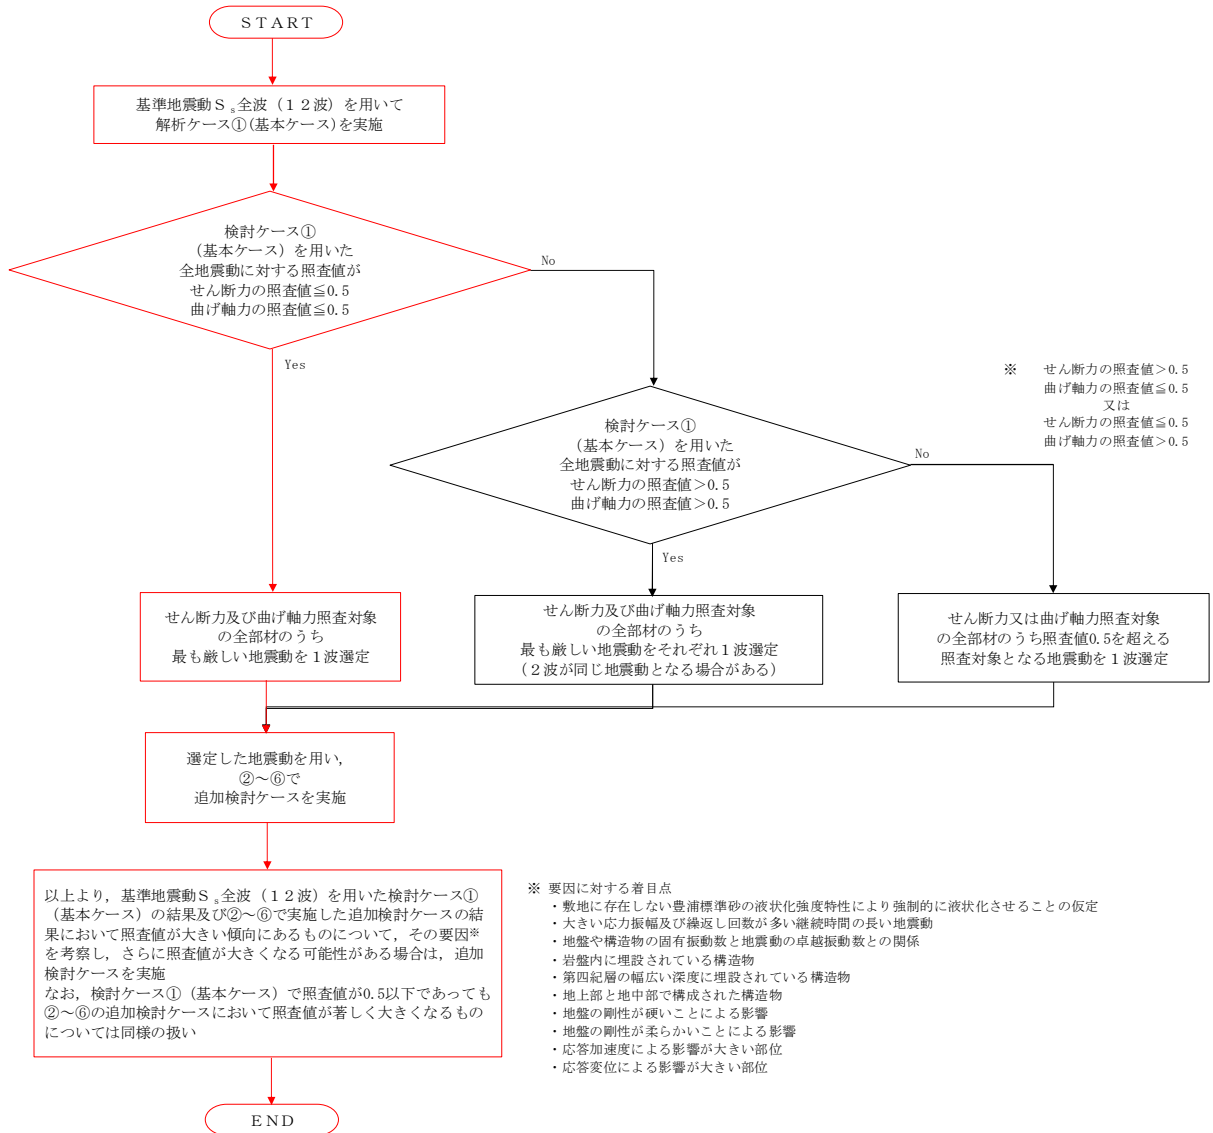 START
基準地震動Ｓs全波（１２波）を用いて
解析ケース①(基本ケース)を実施
検討ケース①
（基本ケース）を用いた
全地震動に対する照査値が
せん断力の照査値≦0.5
曲げ軸力の照査値≦0.5
No
Yes
※ せん断力の照査値＞0.5
曲げ軸力の照査値≦0.5
又は
せん断力の照査値≦0.5
曲げ軸力の照査値＞0.5
検討ケース①
（基本ケース）を用いた
全地震動に対する照査値が
せん断力の照査値＞0.5
曲げ軸力の照査値＞0.5
No
Yes
せん断力及び曲げ軸力照査対象
の全部材のうち
最も厳しい地震動を１波選定
せん断力及び曲げ軸力照査対象
の全部材のうち
最も厳しい地震動をそれぞれ１波選定
（２波が同じ地震動となる場合がある）
せん断力又は曲げ軸力照査対象
の全部材のうち照査値0.5を超える
照査対象となる地震動を１波選定
選定した地震動を用い，
②～⑥で
追加検討ケースを実施
以上より，基準地震動Ｓs全波（１２波）を用いた検討ケース①
（基本ケース）の結果及び②～⑥で実施した追加検討ケースの結
果において照査値が大きい傾向にあるものについて，その要因※
を考察し，さらに照査値が大きくなる可能性がある場合は，追加
検討ケースを実施
なお，検討ケース①（基本ケース）で照査値が0.5以下であっても
②～⑥の追加検討ケースにおいて照査値が著しく大きくなるもの
については同様の扱い
※ 要因に対する着目点
・敷地に存在しない豊浦標準砂の液状化強度特性により強制的に液状化させることの仮定
・大きい応力振幅及び繰返し回数が多い継続時間の長い地震動
・地盤や構造物の固有振動数と地震動の卓越振動数との関係
・岩盤内に埋設されている構造物
・第四紀層の幅広い深度に埋設されている構造物
・地上部と地中部で構成された構造物
・地盤の剛性が硬いことによる影響
・地盤の剛性が柔らかいことによる影響
・応答加速度による影響が大きい部位
・応答変位による影響が大きい部位
END